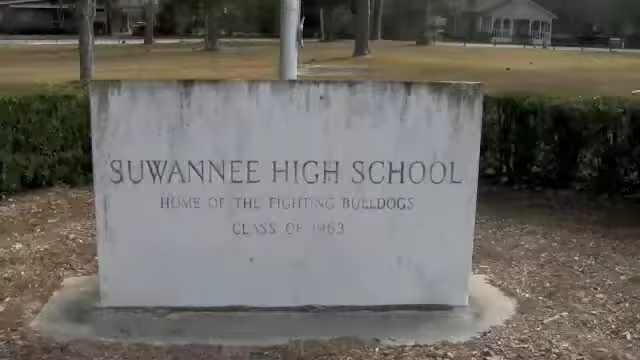 SUWANNEE HIGH SCHOOL
HOME OF THE FIGHTING BULLDOGS
CLASS OF 1963